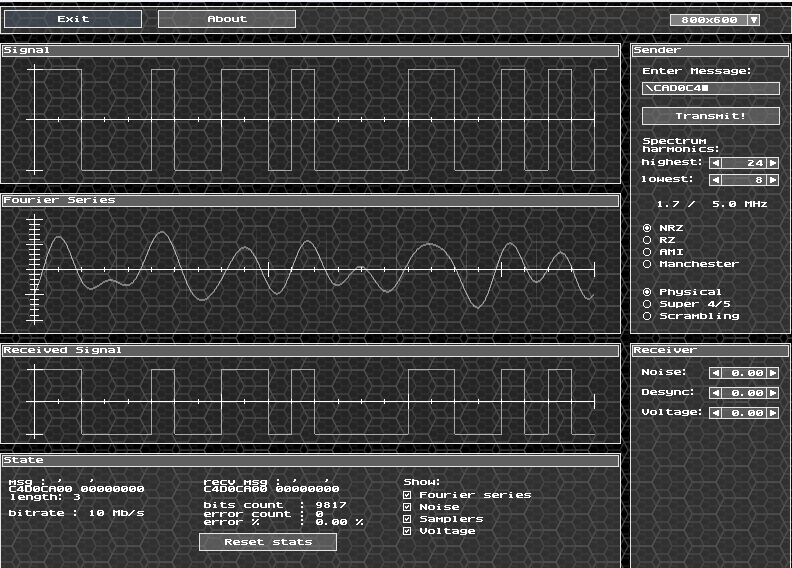 Exit
About
800x600
Signal
Fourier Series
Received Signal
State
msg : ' '
C4D0CA00 00000000
length: 3
bitrate : 10 Mb/s
recv msg : ' '
C4D0CA00 00000000
bits count : 9817
error count : 0
error % : 0.00 %
Reset stats
Show:
Fourier series
Noise
Samplers
Voltage
Sender
Enter Message:
\CAD0C4
Transmit!
Spectrum
harmonics:
highest: 24
lowest: 8
1.7 / 5.0 MHz
NRZ
RZ
AMI
Manchester
Physical
Super 4/5
Scrambling
Receiver
Noise: 0.00
Desync: 0.00
Voltage: 0.00